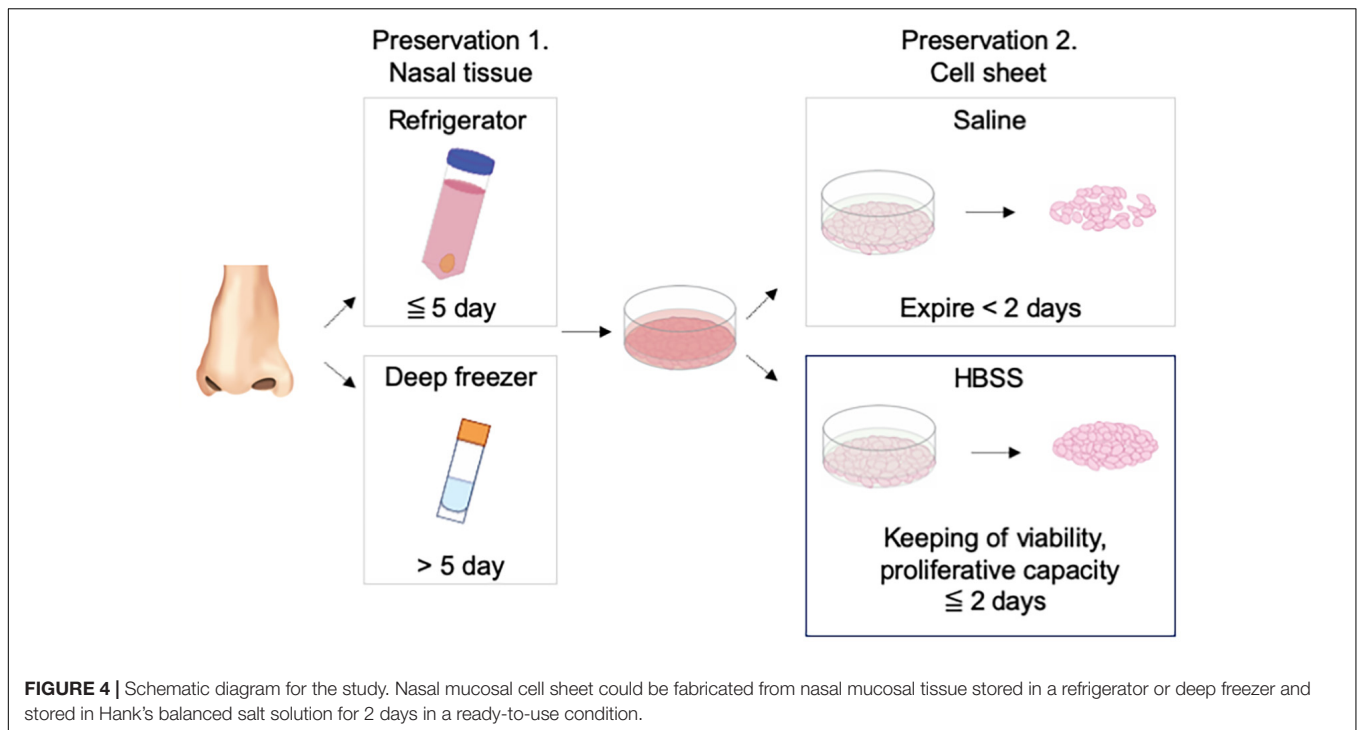 Preservation 1.
Nasal tissue
Refrigerator
≦ 5 day
Deep freezer
> 5 day
Preservation 2.
Cell sheet
Saline
Expire < 2 days
HBSS
Keeping of viability,
proliferative capacity
≦ 2 days
FIGURE 4 | Schematic diagram for the study. Nasal mucosal cell sheet could be fabricated from nasal mucosal tissue stored in a refrigerator or deep freezer and
stored in Hank's balanced salt solution for 2 days in a ready-to-use condition.